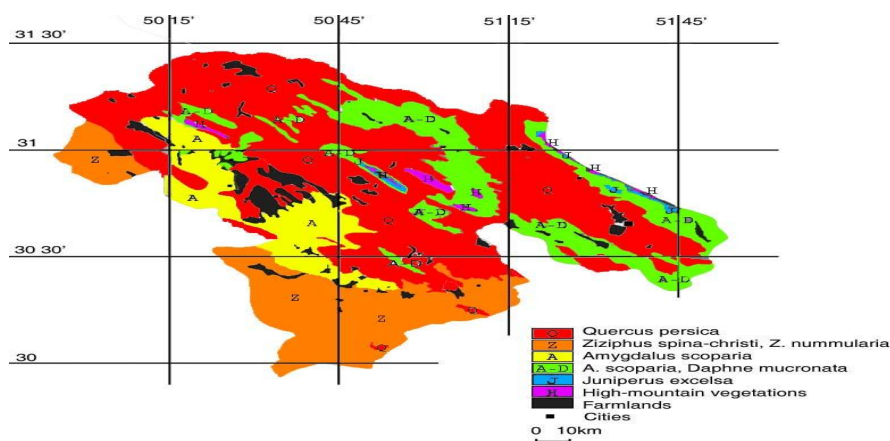 50 15' 50 45' 51 15' 51 45'
31 30'
Q
A-D
H
A-D
A-D
A
H
31
Z
A-D
Q
J
J
H
H
H
H
J
H
A
Q
H
J
A
Q
A-D
A-D
A-D
30 30'
A-D
A-D
Z
Q
Z
Q
30
Q Quercus persica
Z Ziziphus spina-christi, Z. nummularia
A Amygdalus scoparia
A-D A. scoparia, Daphne mucronata
J Juniperus excelsa
H High-mountain vegetations
Farmlands
Cities
0 10km